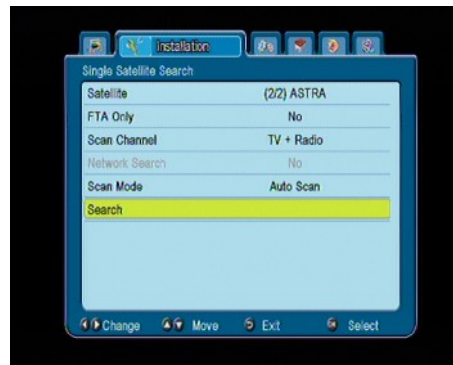 Installation
Single Satellite Search
Satellite (2/2) ASTRA
FTA Only No
Scan Channel TV + Radio
Network Search No
Scan Mode Auto Scan
Search
Change Move Exit Select